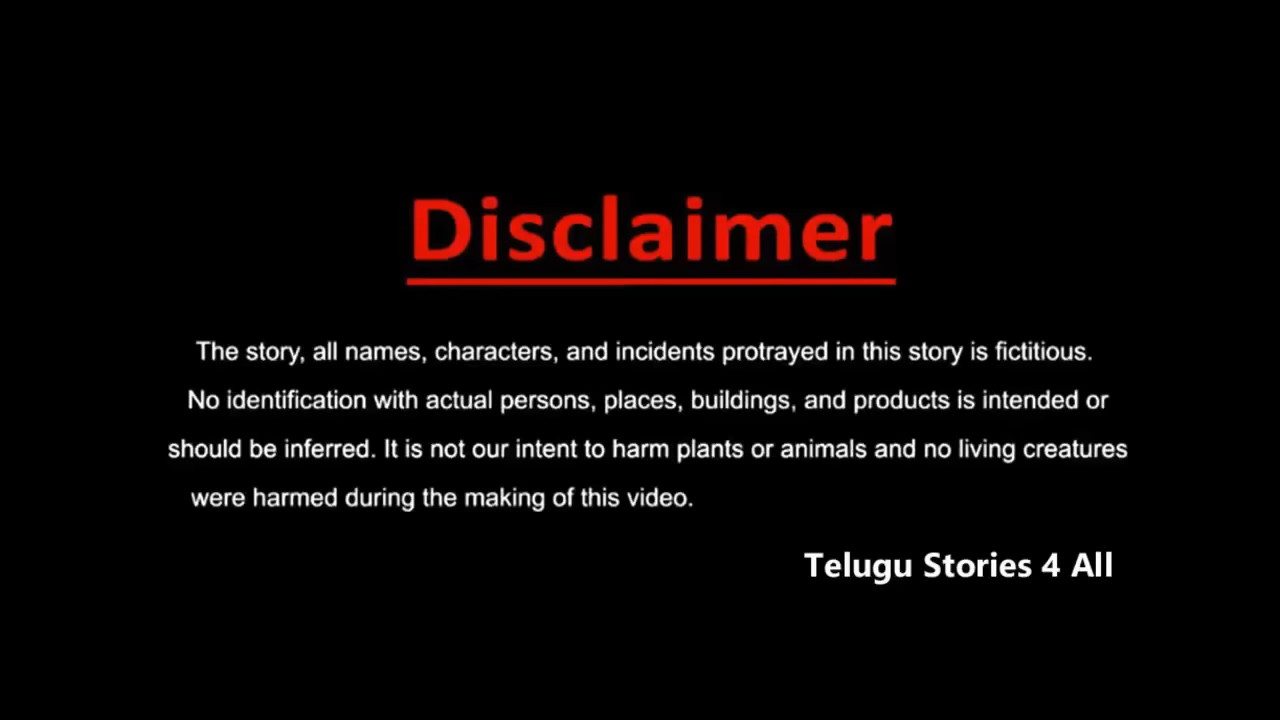 Disclaimer
The story, all names, characters, and incidents protrayed in this story is fictitious.
No identification with actual persons, places, buildings, and products is intended or
should be inferred. It is not our intent to harm plants or animals and no living creatures
were harmed during the making of this video.
Telugu Stories 4 All